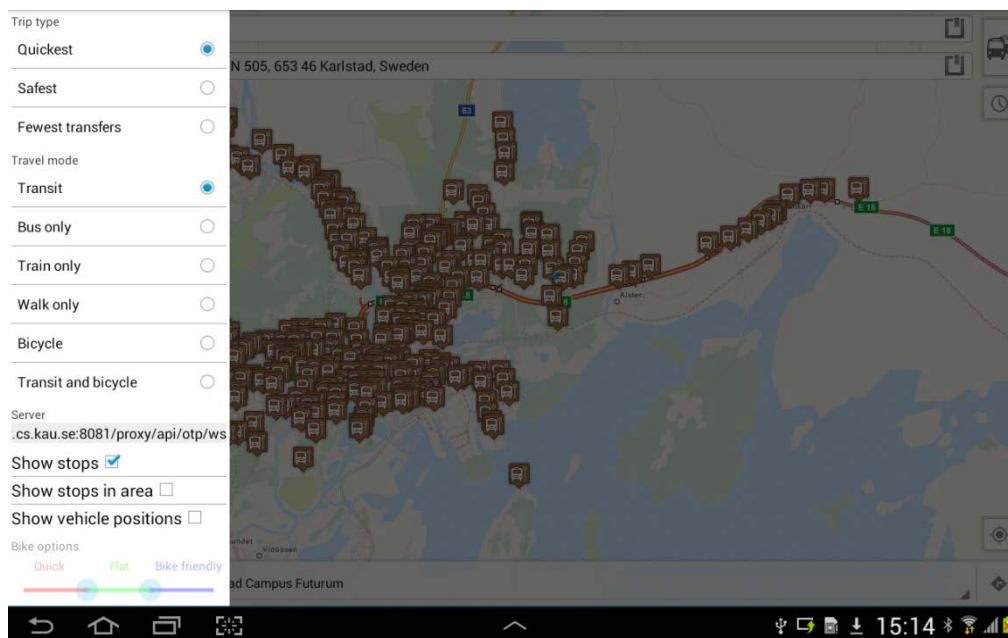 Trip type
Quickest
N 505, 653 46 Karlstad, Sweden
Safest
Fewest transfers
63
Travel mode
Transit
E 18
Bus only
E 18
Train only
Walk only
Alster
Bicycle
Transit and bicycle
Server
.cs.kau.se:8081/proxy/api/otp/ws
Show stops
Show stops in area
Show vehicle positions
Bike options
Vidöåsen
Quick Flat Bike friendly
ad Campus Futurum
15:14